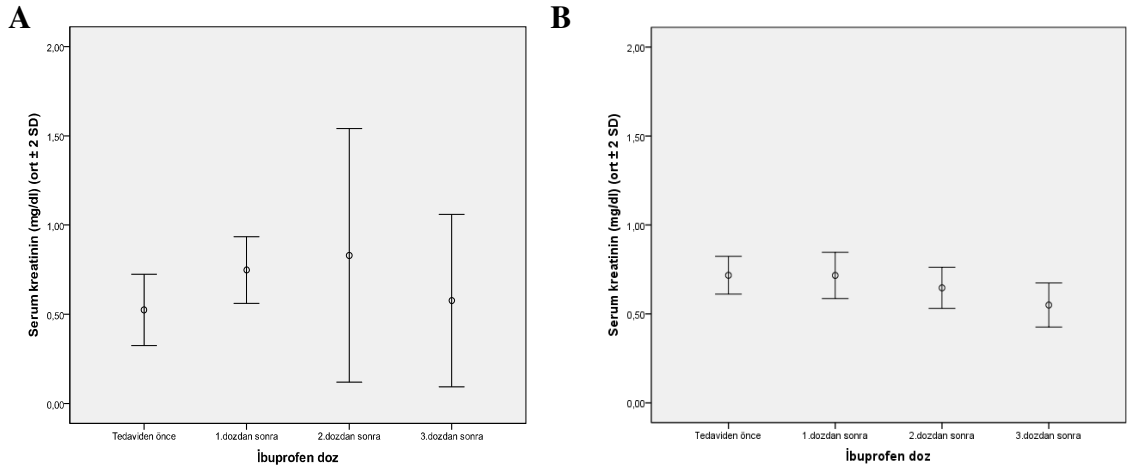 A
Serum kreatinin (mg/dl) (ort ± 2 SD)
2,00
1,50
1,00
0,50
0,00
Tedaviden önce
1.dozdan sonra
2.dozdan sonra
3.dozdan sonra
İbuprofen doz
B
Serum kreatinin (mg/dl) (ort ± 2 SD)
2,00
1,50
1,00
0,50
0,00
Tedaviden önce
1.dozdan sonra
2.dozdan sonra
3.dozdan sonra
İbuprofen doz